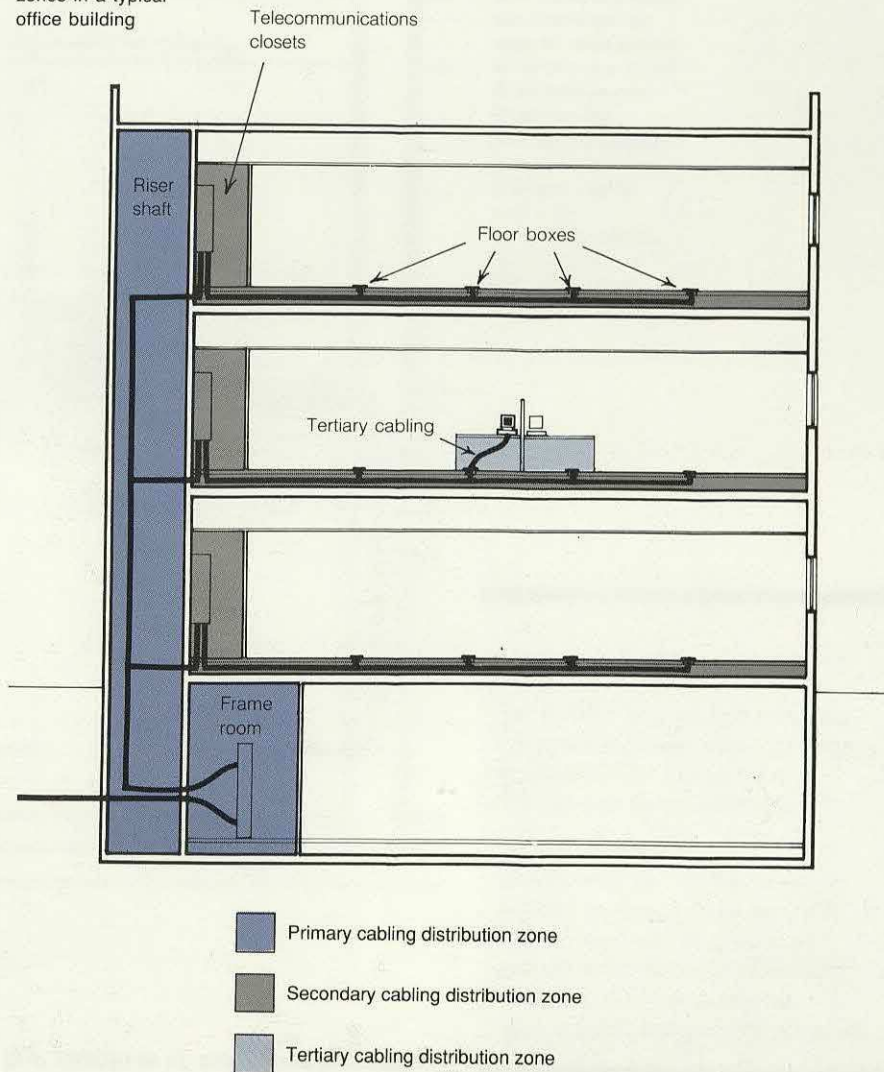 office building
Telecommunications
closets
Riser
shaft
Floor boxes
Tertiary cabling
Frame
room
Primary cabling distribution zone
Secondary cabling distribution zone
Tertiary cabling distribution zone